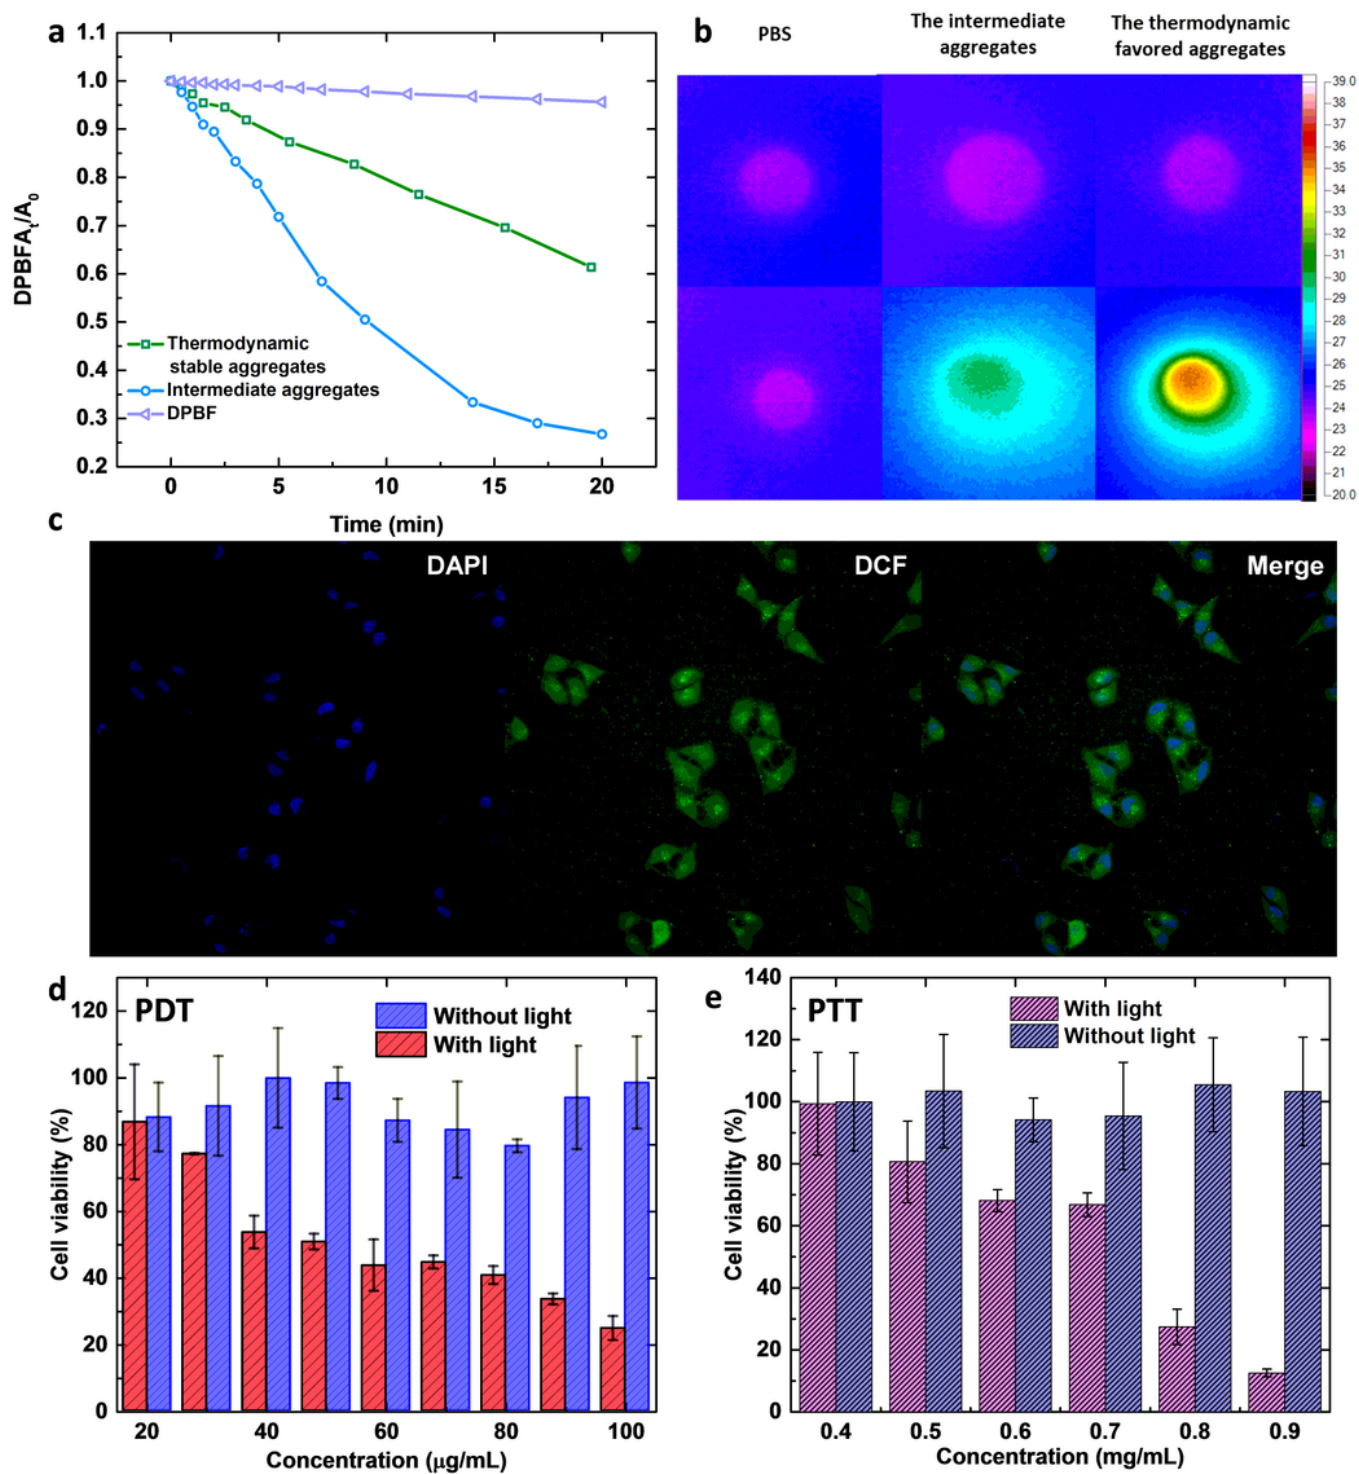 a
1.1
1.0
0.9
0.8
0.7
0.6
0.5
0.4
0.3
0.2
DPBFAt/A0
Thermodynamic
stable aggregates
Intermediate aggregates
DPBF
0 5 10 15 20
Time (min)
b
PBS
The intermediate
aggregates
The thermodynamic
favored aggregates
39.0
38
37
36
35
34
33
32
31
30
29
28
27
26
25
24
23
22
21
20.0
c
DAPI
DCF
Merge
d
PDT
Without light
With light
120
100
80
60
40
20
0
Cell viability (%)
20 40 60 80 100
Concentration (μg/mL)
e
PTT
With light
Without light
140
120
100
80
60
40
20
0
Cell viability (%)
0.4 0.5 0.6 0.7 0.8 0.9
Concentration (mg/mL)